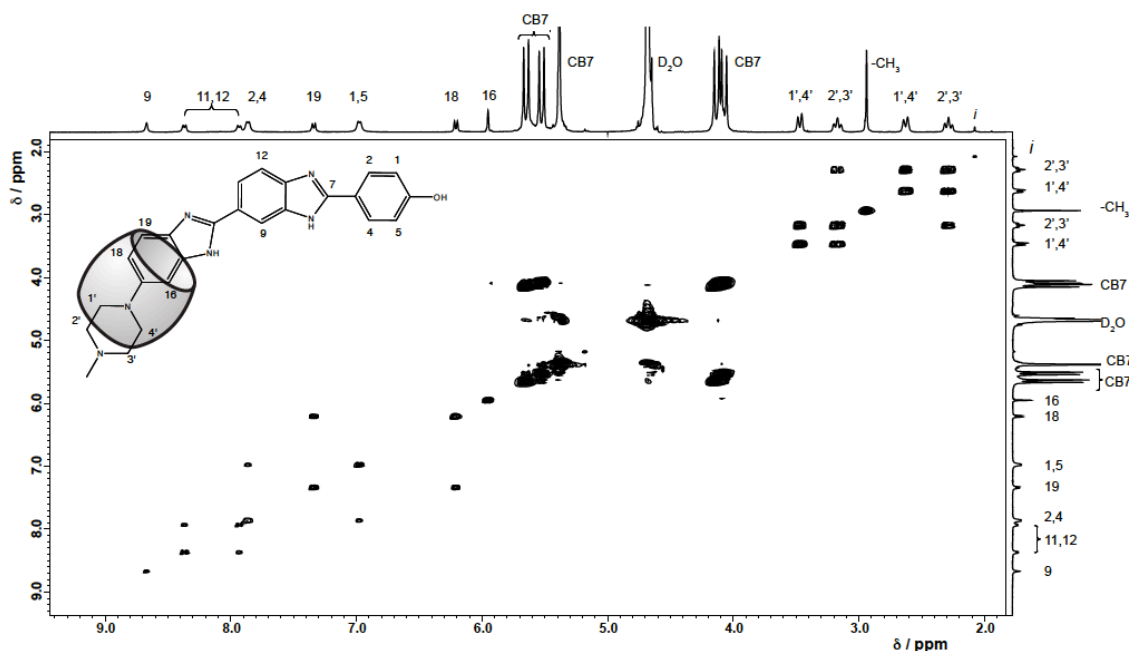 CB7
9
11,12
2,4
19
1,5
18
16
CB7
D₂O
CB7
-CH₃
1',4'
2',3'
1',4'
2',3'
i
δ / ppm
2.0
3.0
4.0
5.0
6.0
7.0
8.0
9.0
12
N
7
2
1
OH
4
5
N
H
9
19
N
NH
18
16
1'
N
2'
4'
N
3'
i
2',3'
1',4'
-CH₃
2',3'
1',4'
CB7
D₂O
CB7
CB7
16
18
1,5
19
2,4
11,12
9
9.0 8.0 7.0 6.0 5.0 4.0 3.0 2.0
δ / ppm